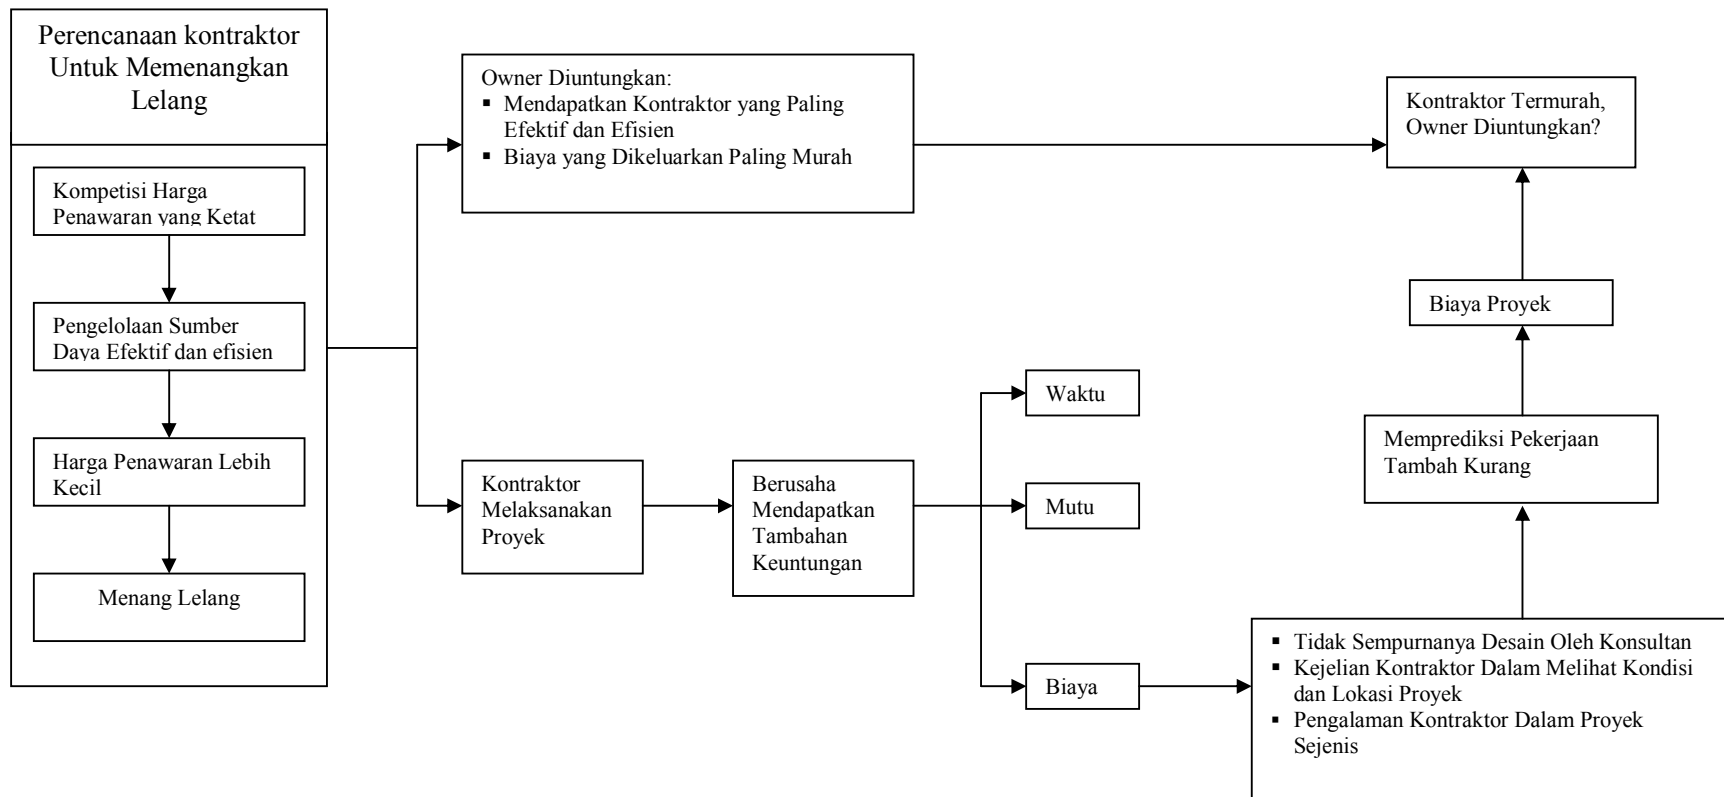 Perencanaan kontraktor
Untuk Memenangkan
Lelang
Kompetisi Harga
Penawaran yang Ketat
Pengelolaan Sumber
Daya Efektif dan efisien
Harga Penawaran Lebih
Kecil
Menang Lelang
Owner Diuntungkan:
▪ Mendapatkan Kontraktor yang Paling
Efektif dan Efisien
▪ Biaya yang Dikeluarkan Paling Murah
Kontraktor
Melaksanakan
Proyek
Berusaha
Mendapatkan
Tambahan
Keuntungan
Waktu
Mutu
Biaya
▪ Tidak Sempurnanya Desain Oleh Konsultan
▪ Kejelian Kontraktor Dalam Melihat Kondisi
dan Lokasi Proyek
▪ Pengalaman Kontraktor Dalam Proyek
Sejenis
Memprediksi Pekerjaan
Tambah Kurang
Biaya Proyek
Kontraktor Termurah,
Owner Diuntungkan?